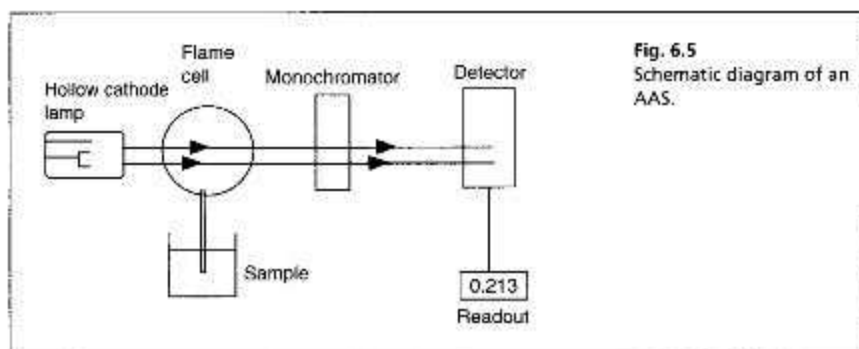 Fig. 6.5
Schematic diagram of an
AAS.
Hollow cathode
lamp
Flame
cell
Monochromator
Detector
Sample
0.213
Readout